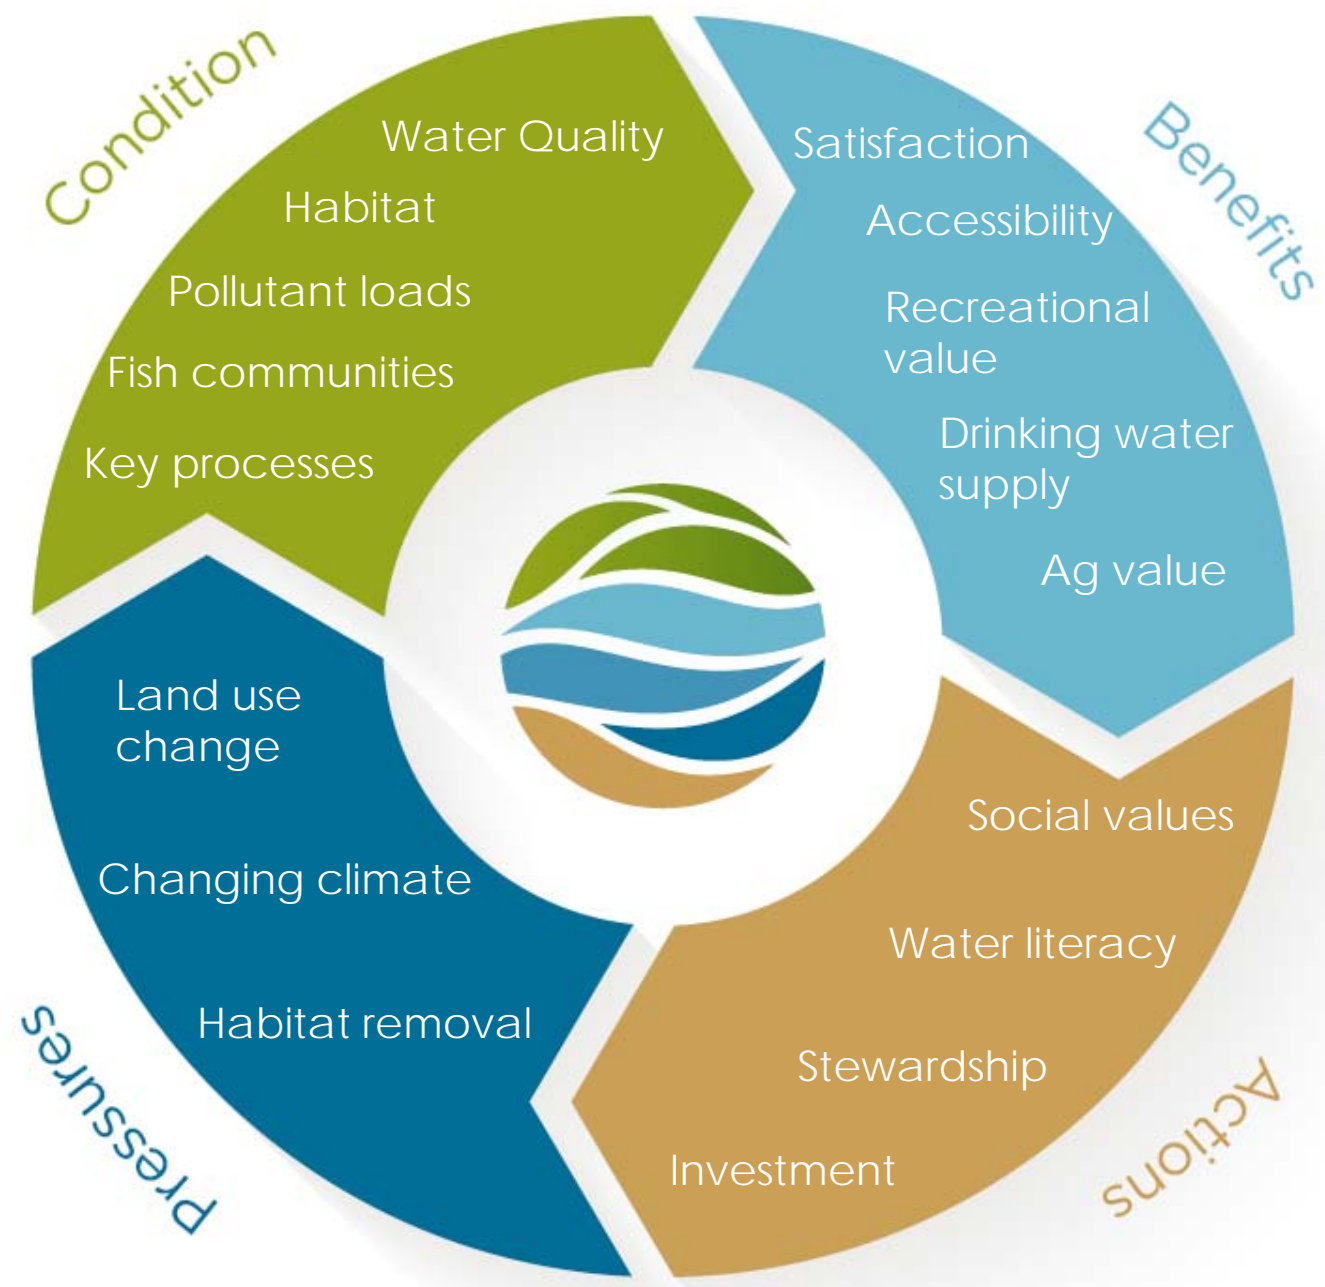 Condition
Water Quality
Habitat
Pollutant loads
Fish communities
Key processes
Benefits
Satisfaction
Accessibility
Recreational
value
Drinking water
supply
Ag value
Actions
Social values
Water literacy
Stewardship
Investment
Pressures
Land use
change
Changing climate
Habitat removal